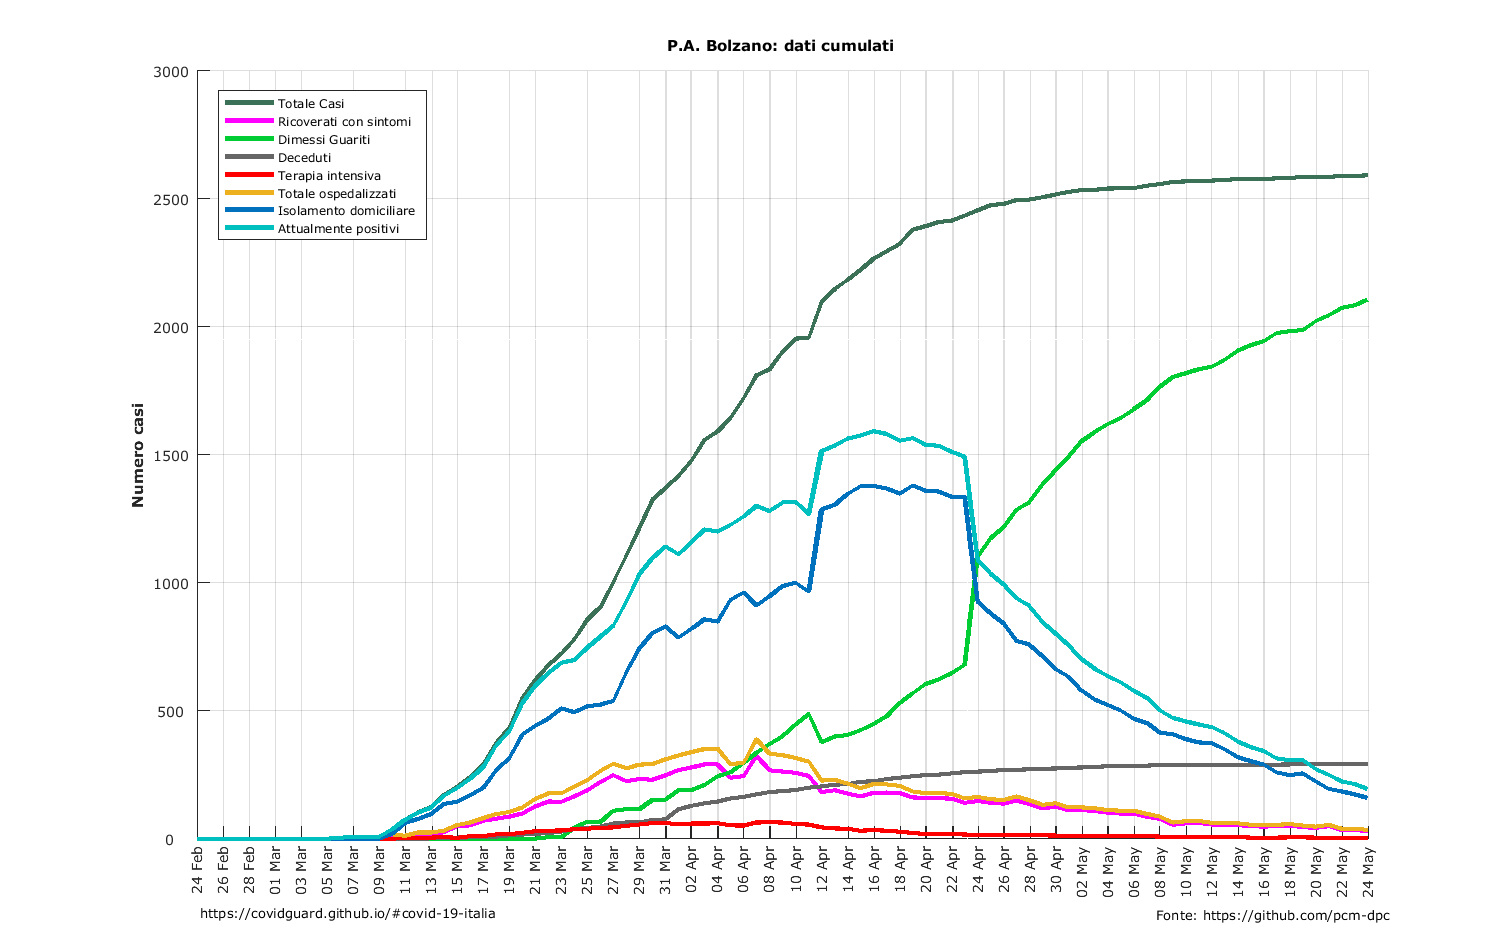 P.A. Bolzano: dati cumulati
3000
2500
2000
1500
1000
500
0
Numero casi
Totale Casi
Ricoverati con sintomi
Dimessi Guariti
Deceduti
Terapia intensiva
Totale ospedalizzati
Isolamento domiciliare
Attualmente positivi
24 Feb
26 Feb
28 Feb
01 Mar
03 Mar
05 Mar
07 Mar
09 Mar
11 Mar
13 Mar
15 Mar
17 Mar
19 Mar
21 Mar
23 Mar
25 Mar
27 Mar
29 Mar
31 Mar
02 Apr
04 Apr
06 Apr
08 Apr
10 Apr
12 Apr
14 Apr
16 Apr
18 Apr
20 Apr
22 Apr
24 Apr
26 Apr
28 Apr
30 Apr
02 May
04 May
06 May
08 May
10 May
12 May
14 May
16 May
18 May
20 May
22 May
24 May
https://covidguard.github.io/#covid-19-italia
Fonte: https://github.com/pcm-dpc